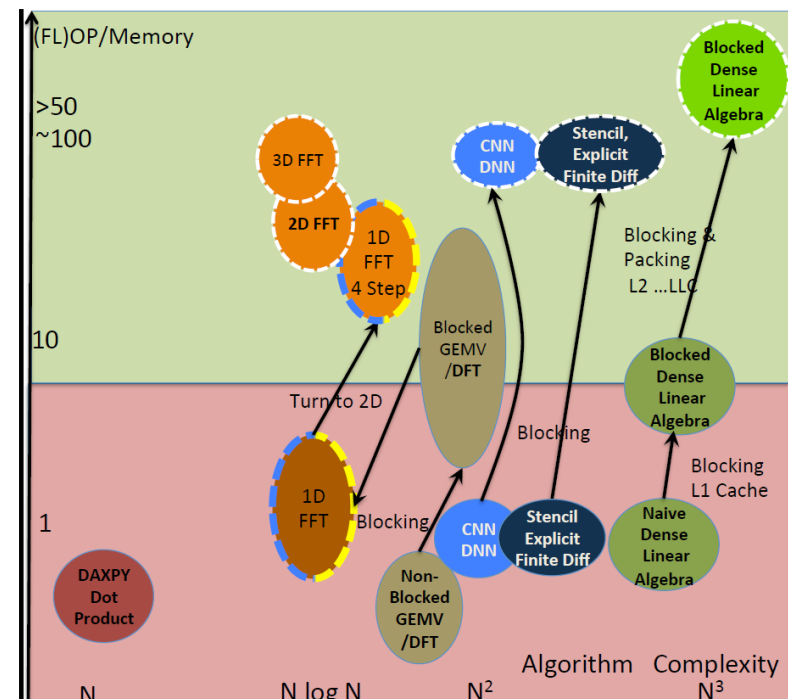 (FL)OP/Memory
>50
~100
10
1
Blocked
Dense
Linear
Algebra
3D FFT
2D FFT
1D
FFT
4 Step
CNN
DNN
Stencil,
Explicit
Finite Diff
Blocking &
Packing
L2 ...LLC
Blocked
GEMV
/DFT
Blocked
Dense
Linear
Algebra
Turn to 2D
Blocking
Blocking
L1 Cache
1D
FFT
Blocking
CNN
DNN
Stencil
Explicit
Finite Diff
Naive
Dense
Linear
Algebra
DAXPY
Dot
Product
Non-
Blocked
GEMV
/DFT
Algorithm Complexity
N
N log N
N²
N³